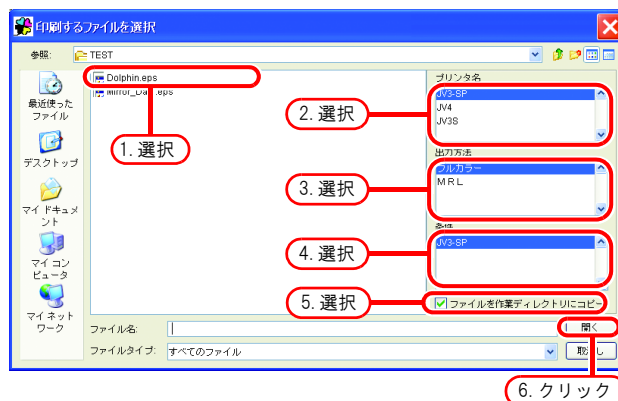 印刷するファイルを選択
参照:
TEST
最近使った
ファイル
デスクトップ
マイ ドキュメ
ント
マイ コン
ピュータ
マイ ネット
ワーク
Dolphin.eps
1. 選択
プリンタ名
JV3-SP
JV4
JV3S
2. 選択
出力方法
フルカラー
MRL
3. 選択
条件
JV3-SP
4. 選択
5. 選択
ファイルを作業ディレクトリにコピー
ファイル名:
開く
ファイルタイプ:
すべてのファイル
6. クリック